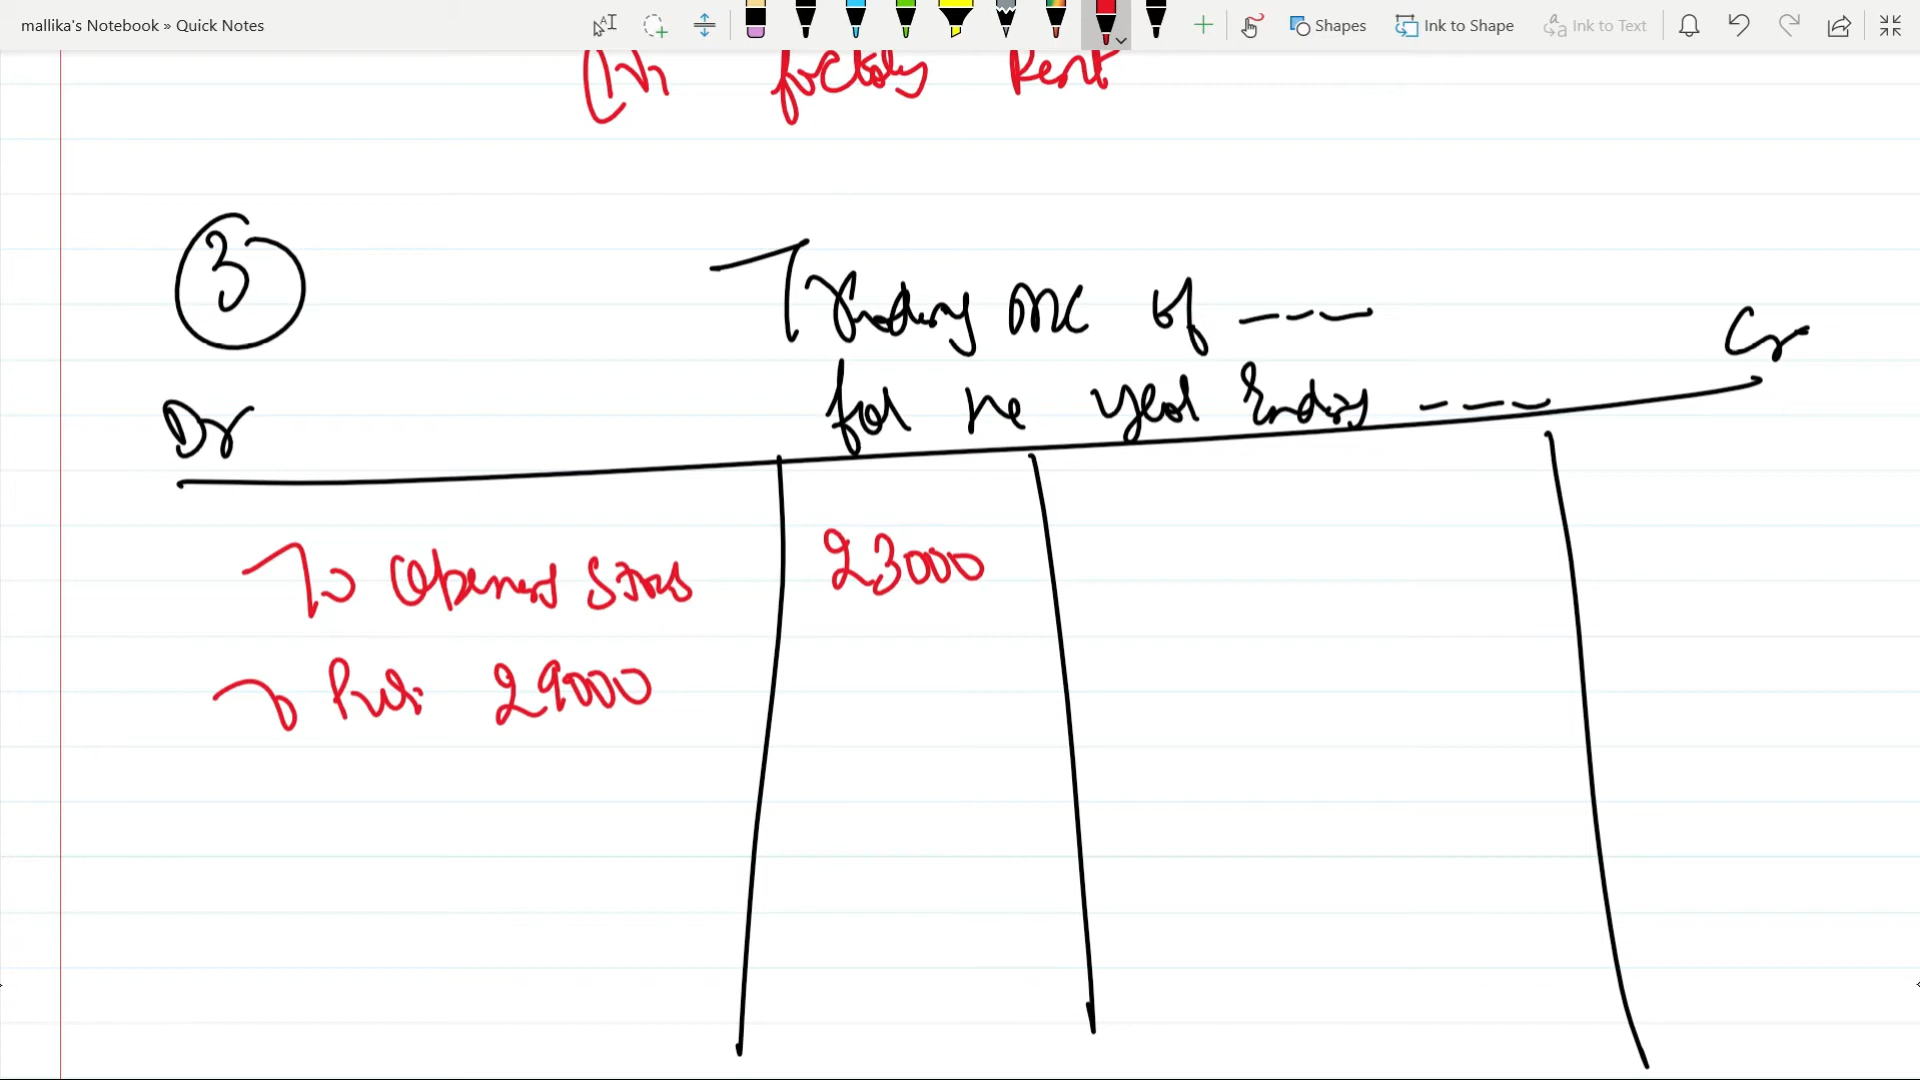 mallika's Notebook » Quick Notes
Shapes
Ink to Shape
Ink to Text
factory Rent
3
Trading of ---
Cr
for the year Ending ---
Dr
To Opening Stock 23000
To Pur. 29000